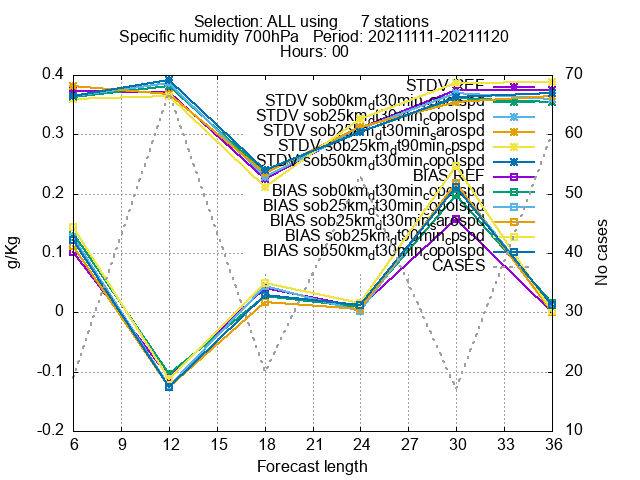 Selection: ALL using 7 stations
Specific humidity 700hPa Period: 20211111-20211120
Hours: 00
0.4
0.3
0.2
0.1
0
-0.1
-0.2
g/Kg
70
60
50
40
30
20
10
No cases
STDV REF
STDV sob0km_dt30min_copolspd
STDV sob25km_dt30min_copolspd
STDV sob25km_dt30min_sarospd
STDV sob25km_dt90min_cpspd
STDV sob50km_dt30min_copolspd
BIAS REF
BIAS sob0km_dt30min_copolspd
BIAS sob25km_dt30min_copolspd
BIAS sob25km_dt30min_sarospd
BIAS sob25km_dt90min_cpspd
BIAS sob50km_dt30min_copolspd
CASES
6 9 12 15 18 21 24 27 30 33 36
Forecast length